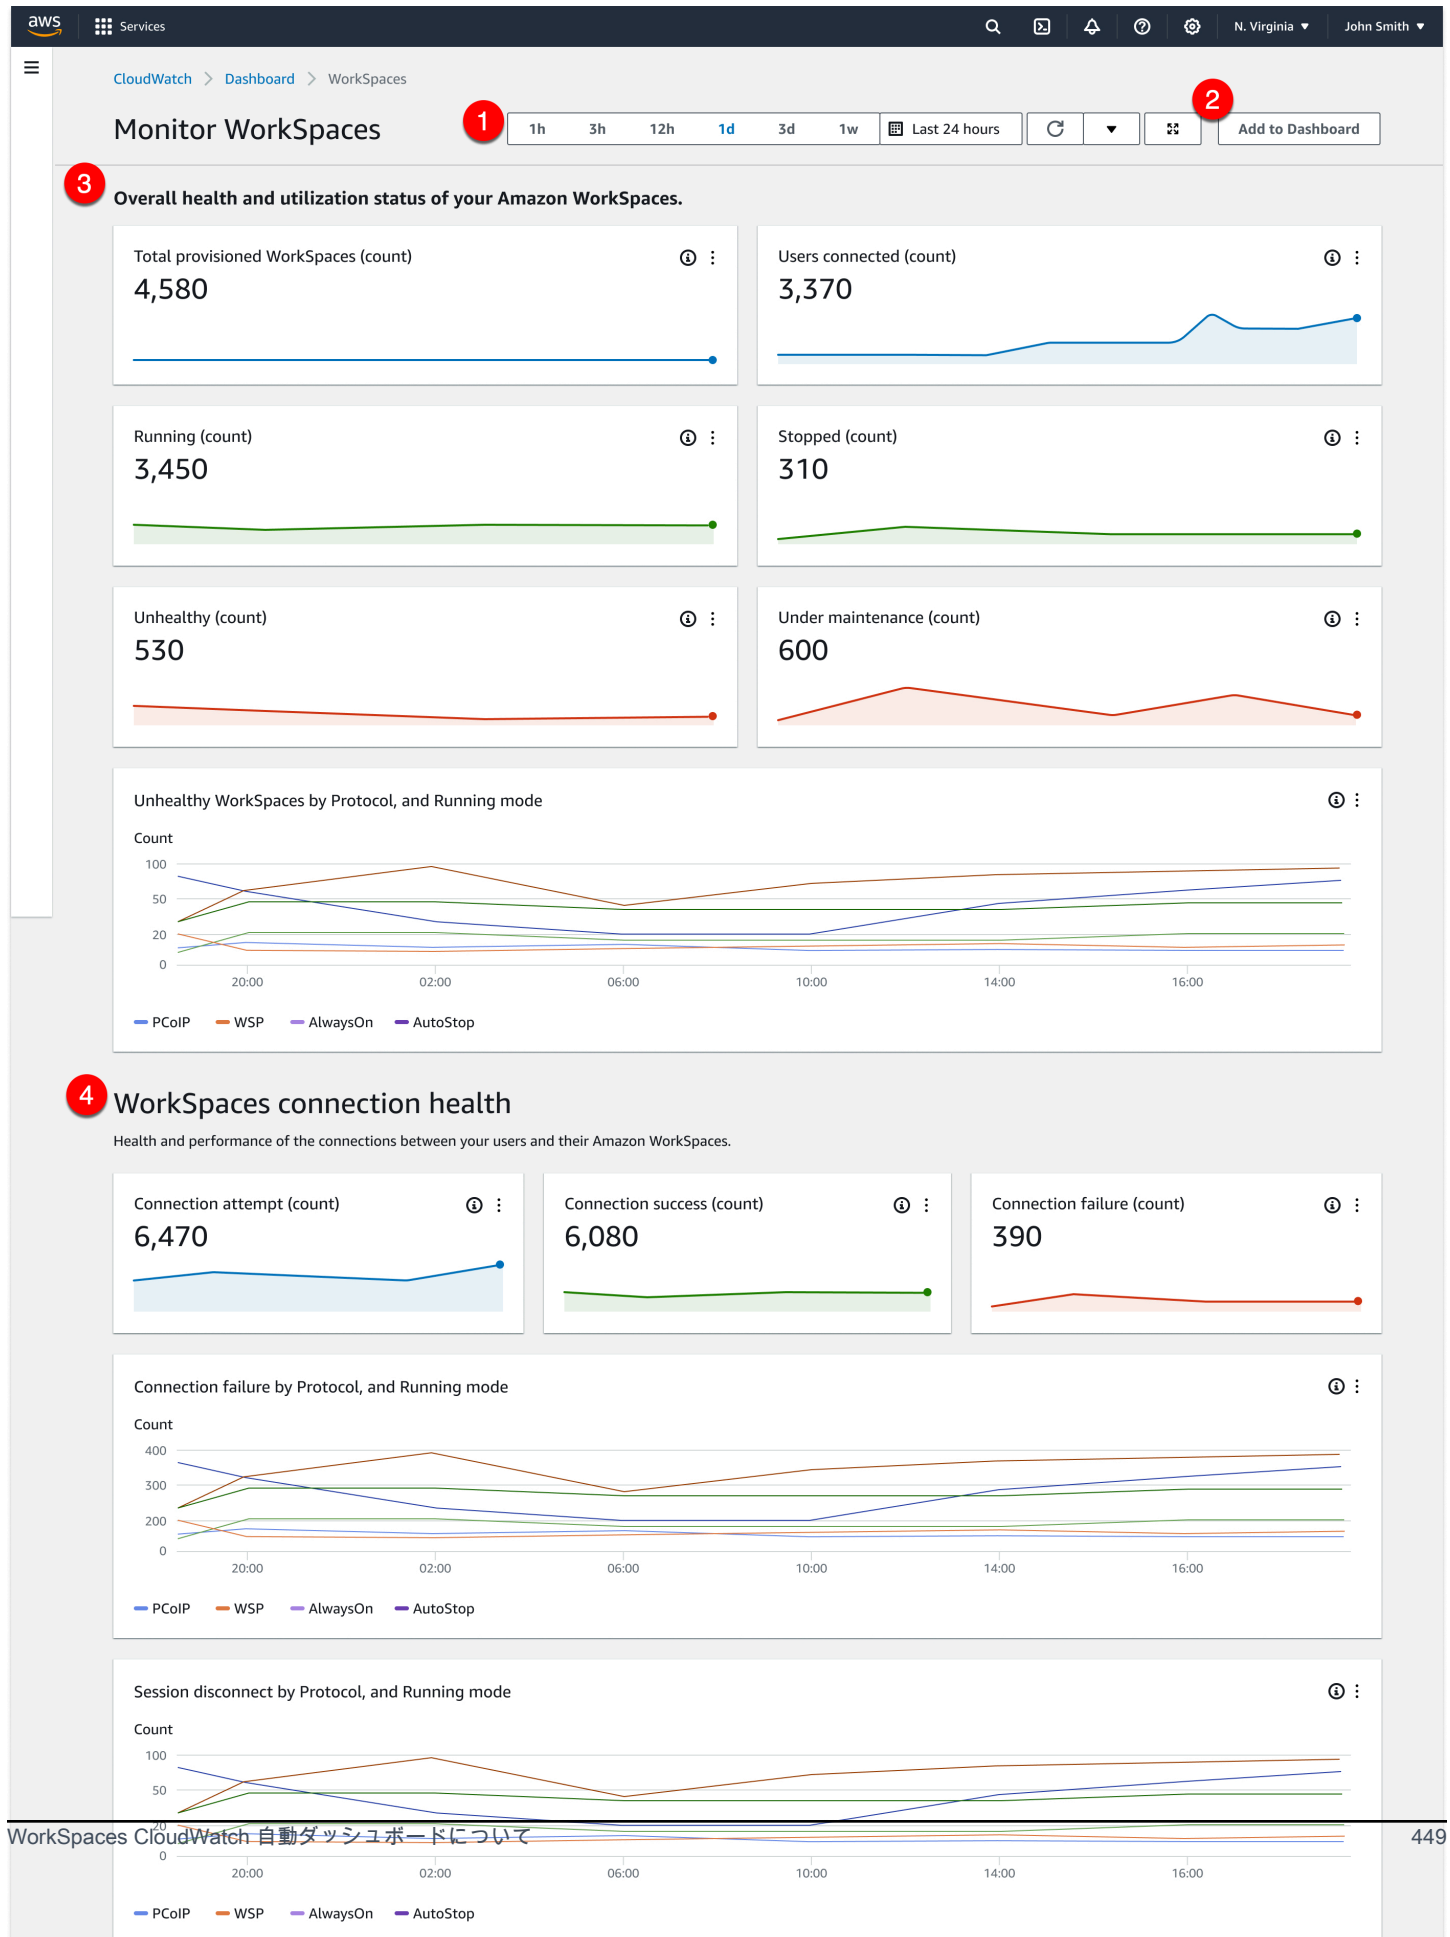 aws Services N. Virginia John Smith
CloudWatch > Dashboard > WorkSpaces
Monitor WorkSpaces
1
1h 3h 12h 1d 3d 1w Last 24 hours
2
Add to Dashboard
3
Overall health and utilization status of your Amazon WorkSpaces.
Total provisioned WorkSpaces (count)
4,580
Users connected (count)
3,370
Running (count)
3,450
Stopped (count)
310
Unhealthy (count)
530
Under maintenance (count)
600
Unhealthy WorkSpaces by Protocol, and Running mode
Count
100
50
20
0
20:00 02:00 06:00 10:00 14:00 16:00
PCoIP WSP AlwaysOn AutoStop
4
WorkSpaces connection health
Health and performance of the connections between your users and their Amazon WorkSpaces.
Connection attempt (count)
6,470
Connection success (count)
6,080
Connection failure (count)
390
Connection failure by Protocol, and Running mode
Count
400
300
200
0
20:00 02:00 06:00 10:00 14:00 16:00
PCoIP WSP AlwaysOn AutoStop
Session disconnect by Protocol, and Running mode
Count
100
50
20
WorkSpaces CloudWatch 自動ダッシュボードについて 449
0
20:00 02:00 06:00 10:00 14:00 16:00
PCoIP WSP AlwaysOn AutoStop